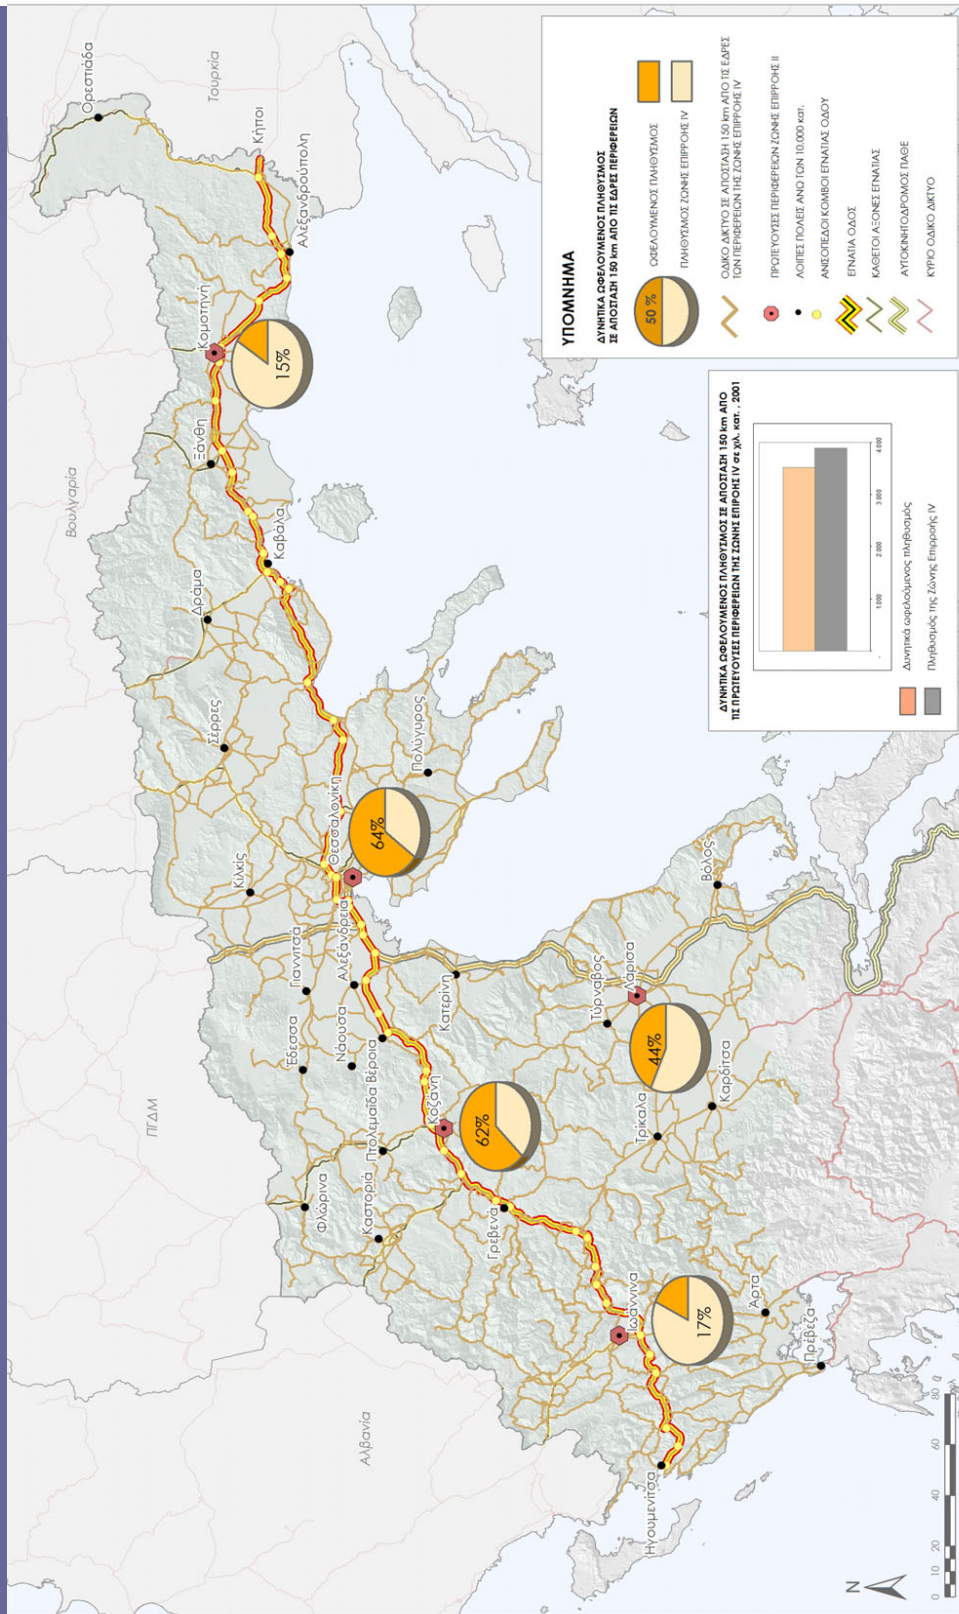 Βουλγαρία
Τουρκία
ΠΓΔΜ
Αλβανία
Ορεστιάδα
Κήποι
Αλεξανδρούπολη
Κομοτηνή
15%
Ξάνθη
Καβάλα
Δράμα
Σέρρες
Πολύγυρος
Θεσσαλονίκη
64%
Κιλκίς
Γιαννιτσά
Αλεξάνδρεια
Έδεσσα
Νάουσα
Βέροια
Κατερίνη
Πτολεμαΐδα
Κοζάνη
62%
Φλώρινα
Καστοριά
Γρεβενά
Τύρναβος
Λάρισα
44%
Βόλος
Τρίκαλα
Καρδίτσα
Ιωάννινα
17%
Άρτα
Πρέβεζα
Ηγουμενίτσα
N
0 10 20 40 60 80
ΔΥΝΗΤΙΚΑ ΩΦΕΛΟΥΜΕΝΟΣ ΠΛΗΘΥΣΜΟΣ ΣΕ ΑΠΟΣΤΑΣΗ 150 km ΑΠΟ
ΤΙΣ ΠΡΩΤΕΥΟΥΣΕΣ ΠΕΡΙΦΕΡΕΙΩΝ ΤΗΣ ΖΩΝΗΣ ΕΠΙΡΟΗΣ IV σε χιλ. κατ. , 2001
- 1.000 2.000 3.000 4.000
Δυνητικά ωφελούμενος πληθυσμός
Πληθυσμός της Ζώνης Επιρροής IV
ΥΠΟΜΝΗΜΑ
ΔΥΝΗΤΙΚΑ ΩΦΕΛΟΥΜΕΝΟΣ ΠΛΗΘΥΣΜΟΣ
ΣΕ ΑΠΟΣΤΑΣΗ 150 km ΑΠΟ ΤΙΣ ΕΔΡΕΣ ΠΕΡΙΦΕΡΕΙΩΝ
50 %
ΩΦΕΛΟΥΜΕΝΟΣ ΠΛΗΘΥΣΜΟΣ
ΠΛΗΘΥΣΜΟΣ ΖΩΝΗΣ ΕΠΙΡΡΟΗΣ IV
ΟΔΙΚΟ ΔΙΚΤΥΟ ΣΕ ΑΠΟΣΤΑΣΗ 150 km ΑΠΟ ΤΙΣ ΕΔΡΕΣ
ΤΩΝ ΠΕΡΙΦΕΡΕΙΩΝ ΤΗΣ ΖΩΝΗΣ ΕΠΙΡΡΟΗΣ IV
ΠΡΩΤΕΥΟΥΣΕΣ ΠΕΡΙΦΕΡΕΙΩΝ ΖΩΝΗΣ ΕΠΙΡΡΟΗΣ II
ΛΟΙΠΕΣ ΠΟΛΕΙΣ ΑΝΩ ΤΩΝ 10.000 κατ.
ΑΝΙΣΟΠΕΔΟΙ ΚΟΜΒΟΙ ΕΓΝΑΤΙΑΣ ΟΔΟΥ
ΕΓΝΑΤΙΑ ΟΔΟΣ
ΚΑΘΕΤΟΙ ΑΞΟΝΕΣ ΕΓΝΑΤΙΑΣ
ΑΥΤΟΚΙΝΗΤΟΔΡΟΜΟΣ ΠΑΘΕ
ΚΥΡΙΟ ΟΔΙΚΟ ΔΙΚΤΥΟ